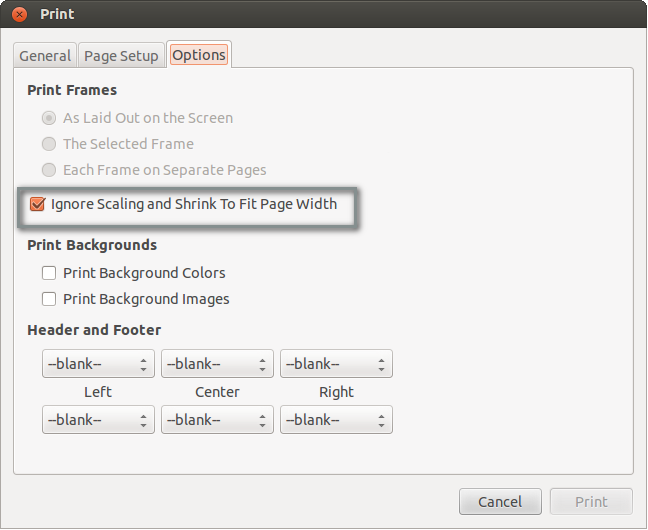 Print
General Page Setup Options
Print Frames
As Laid Out on the Screen
The Selected Frame
Each Frame on Separate Pages
Ignore Scaling and Shrink To Fit Page Width
Print Backgrounds
Print Background Colors
Print Background Images
Header and Footer
--blank-- --blank-- --blank--
Left Center Right
--blank-- --blank-- --blank--
Cancel Print